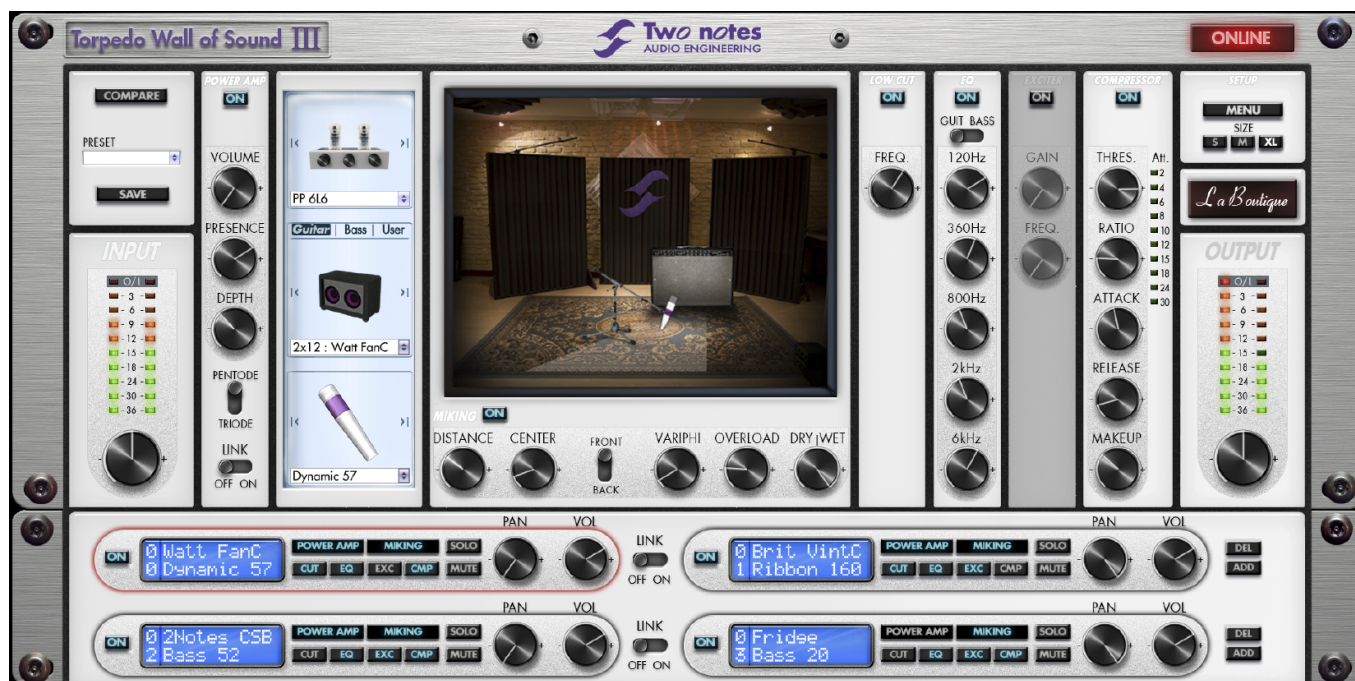 Torpedo Wall of Sound III
Two notes
AUDIO ENGINEERING
ONLINE
COMPARE
PRESET
SAVE
INPUT
0/1
- 3 -
- 6 -
- 9 -
- 12 -
- 15 -
- 18 -
- 24 -
- 30 -
- 36 -
POWER AMP
ON
VOLUME
PRESENCE
DEPTH
PENTODE
TRIODE
LINK
OFF ON
PP 6L6
Guitar | Bass | User
2x12 : Watt FanC
Dynamic 57
MIKING ON
DISTANCE CENTER FRONT BACK VARIPHI OVERLOAD DRY|WET
LOW CUT
ON
FREQ.
EQ
ON
GUIT BASS
120Hz
360Hz
800Hz
2kHz
6kHz
EXCITER
ON
GAIN
FREQ.
COMPRESSOR
ON
THRES. Att.
2
4
6
8
10
12
15
18
24
30
RATIO
ATTACK
RELEASE
MAKEUP
SETUP
MENU
SIZE
S M XL
La Boutique
OUTPUT
0/1
- 3 -
- 6 -
- 9 -
- 12 -
- 15 -
- 18 -
- 24 -
- 30 -
- 36 -
PAN VOL
ON
0 Watt FanC
0 Dynamic 57
POWER AMP MIKING SOLO
CUT EQ EXC CMP MUTE
LINK
OFF ON
PAN VOL
ON
0 Brit VintC
1 Ribbon 160
POWER AMP MIKING SOLO
CUT EQ EXC CMP MUTE
DEL
ADD
PAN VOL
ON
0 2Notes CSB
2 Bass 52
POWER AMP MIKING SOLO
CUT EQ EXC CMP MUTE
LINK
OFF ON
PAN VOL
ON
0 Fridge
3 Bass 20
POWER AMP MIKING SOLO
CUT EQ EXC CMP MUTE
DEL
ADD